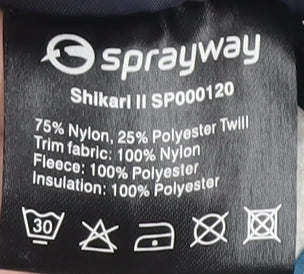 sprayway
Shikari II SP000120
75% Nylon, 25% Polyester Twill
Trim fabric: 100% Nylon
Fleece: 100% Polyester
Insulation: 100% Polyester
30